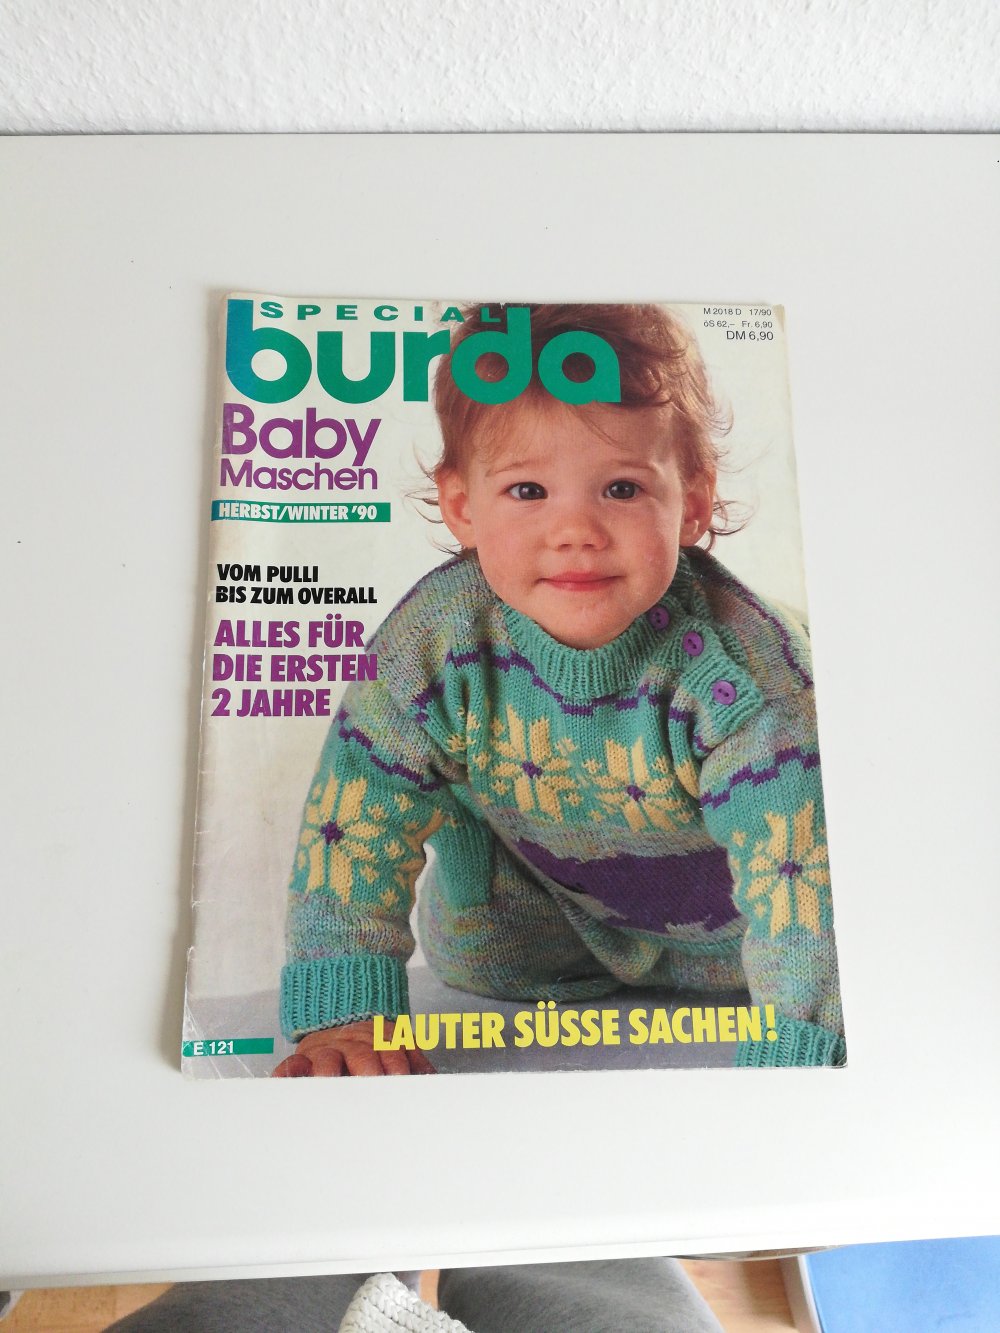 SPECIAL
burda
M 2018 D 17/90
öS 62,– Fr. 6,90
DM 6,90
Baby
Maschen
HERBST/WINTER '90
VOM PULLI
BIS ZUM OVERALL
ALLES FÜR
DIE ERSTEN
2 JAHRE
LAUTER SÜSSE SACHEN!
E 121